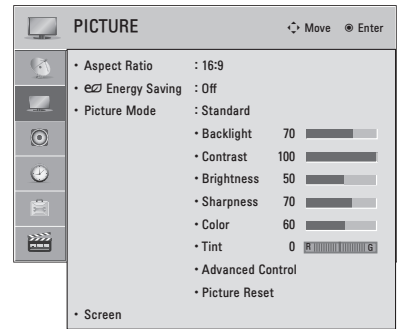 PICTURE Move Enter
• Aspect Ratio : 16:9
• Energy Saving : Off
• Picture Mode : Standard
• Backlight 70
• Contrast 100
• Brightness 50
• Sharpness 70
• Color 60
• Tint 0 R G
• Advanced Control
• Picture Reset
• Screen